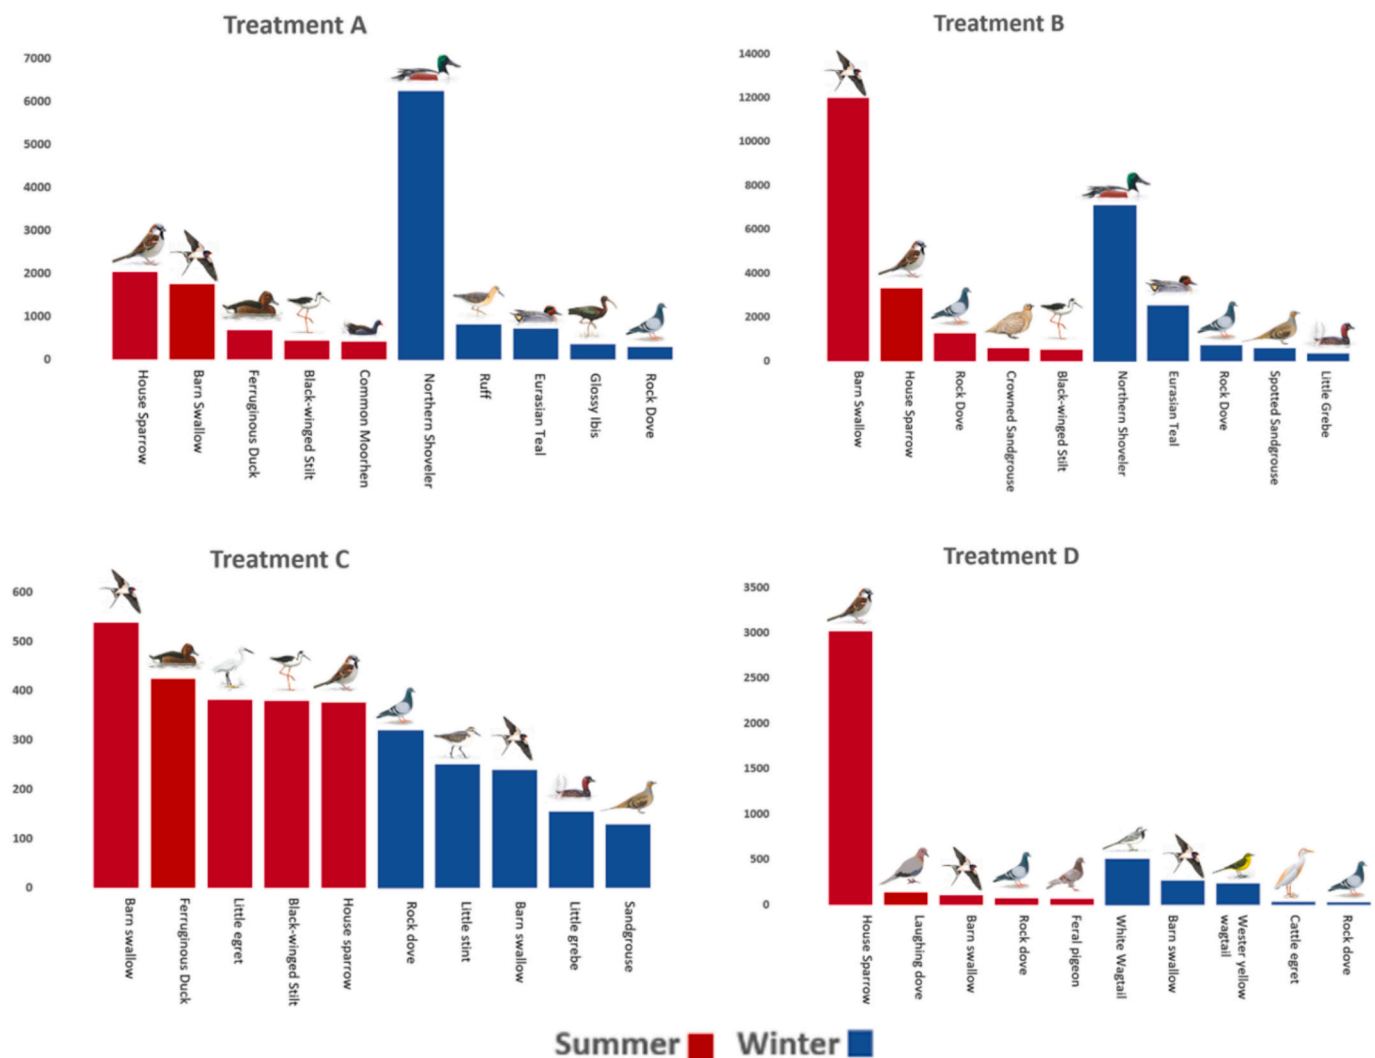 Treatment A
7000
6000
5000
4000
3000
2000
1000
0
House Sparrow
Barn Swallow
Ferruginous Duck
Black-winged Stilt
Common Moorhen
Northern Shoveler
Ruff
Eurasian Teal
Glossy Ibis
Rock Dove
Treatment B
14000
12000
10000
8000
6000
4000
2000
0
Barn Swallow
House Sparrow
Rock Dove
Crowned Sandgrouse
Black-winged Stilt
Northern Shoveler
Eurasian Teal
Rock Dove
Spotted Sandgrouse
Little Grebe
Treatment C
600
500
400
300
200
100
0
Barn swallow
Ferruginous Duck
Little egret
Black-winged Stilt
House sparrow
Rock dove
Little stint
Barn swallow
Little grebe
Sandgrouse
Treatment D
3500
3000
2500
2000
1500
1000
500
0
House Sparrow
Laughing dove
Barn swallow
Rock dove
Feral pigeon
White Wagtail
Barn swallow
Wester yellow
wagtail
Cattle egret
Rock dove
Summer Winter